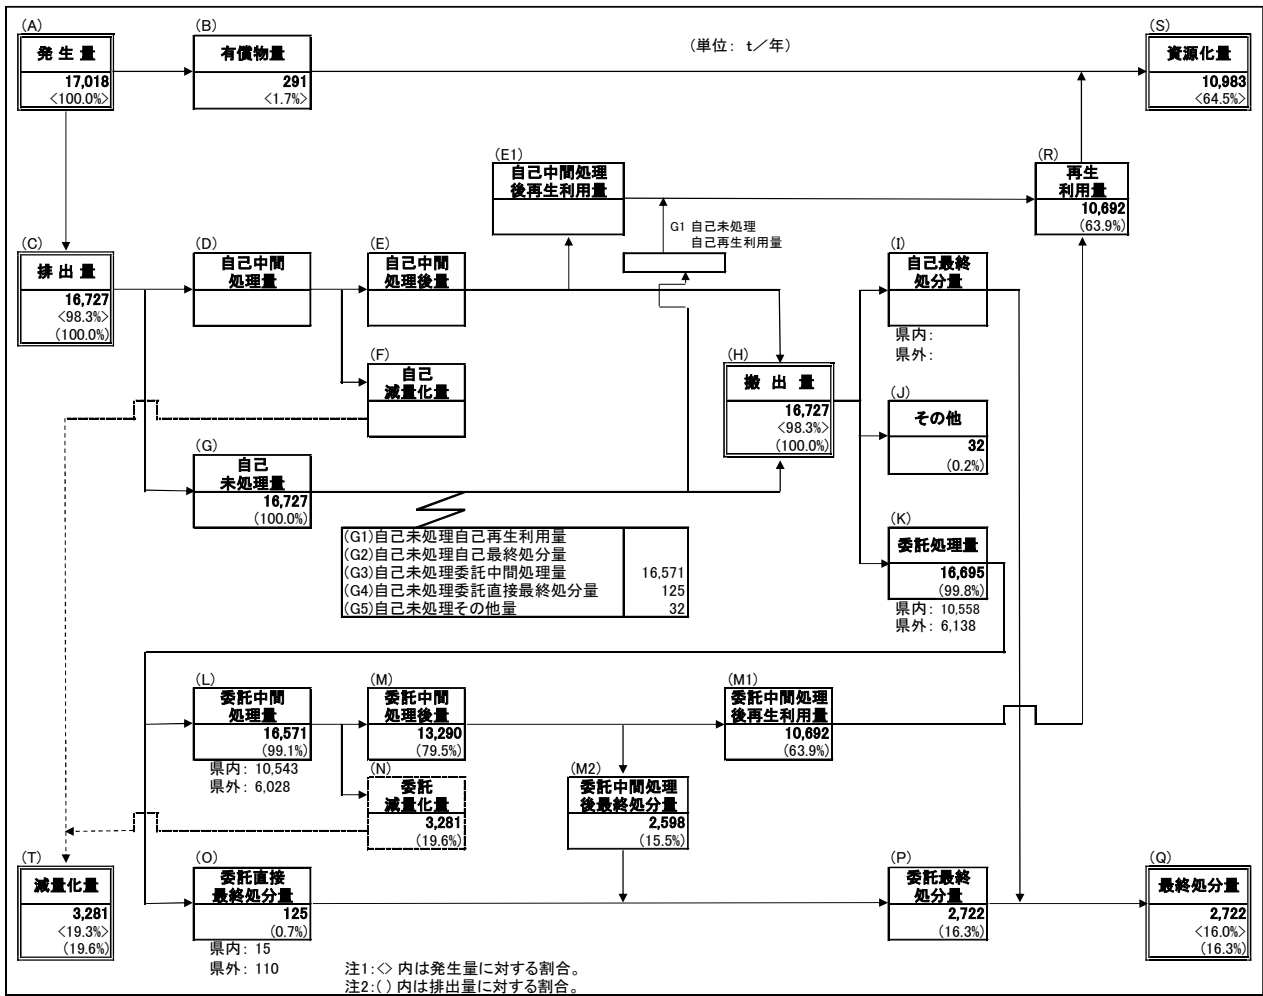 (A)
発 生 量
17,018
<100.0%>
(B)
有償物量
291
<1.7%>
(単位： t／年)
(S)
資源化量
10,983
<64.5%>
(E1)
自己中間処理
後再生利用量
(R)
再生
利用量
10,692
(63.9%)
G1 自己未処理
自己再生利用量
(C)
排 出 量
16,727
<98.3%>
(100.0%)
(D)
自己中間
処理量
(E)
自己中間
処理後量
(I)
自己最終
処分量
県内：
県外：
(F)
自己
減量化量
(H)
搬 出 量
16,727
<98.3%>
(100.0%)
(J)
その他
32
(0.2%)
(G)
自己
未処理量
16,727
(100.0%)
(G1)自己未処理自己再生利用量
(G2)自己未処理自己最終処分量
(G3)自己未処理委託中間処理量 16,571
(G4)自己未処理委託直接最終処分量 125
(G5)自己未処理その他量 32
(K)
委託処理量
16,695
(99.8%)
県内： 10,558
県外： 6,138
(L)
委託中間
処理量
16,571
(99.1%)
県内： 10,543
県外： 6,028
(M)
委託中間
処理後量
13,290
(79.5%)
(M1)
委託中間処理
後再生利用量
10,692
(63.9%)
(N)
委託
減量化量
3,281
(19.6%)
(M2)
委託中間処理
後最終処分量
2,598
(15.5%)
(T)
減量化量
3,281
<19.3%>
(19.6%)
(O)
委託直接
最終処分量
125
(0.7%)
県内： 15
県外： 110
(P)
委託最終
処分量
2,722
(16.3%)
(Q)
最終処分量
2,722
<16.0%>
(16.3%)
注1：<> 内は発生量に対する割合。
注2：( ) 内は排出量に対する割合。